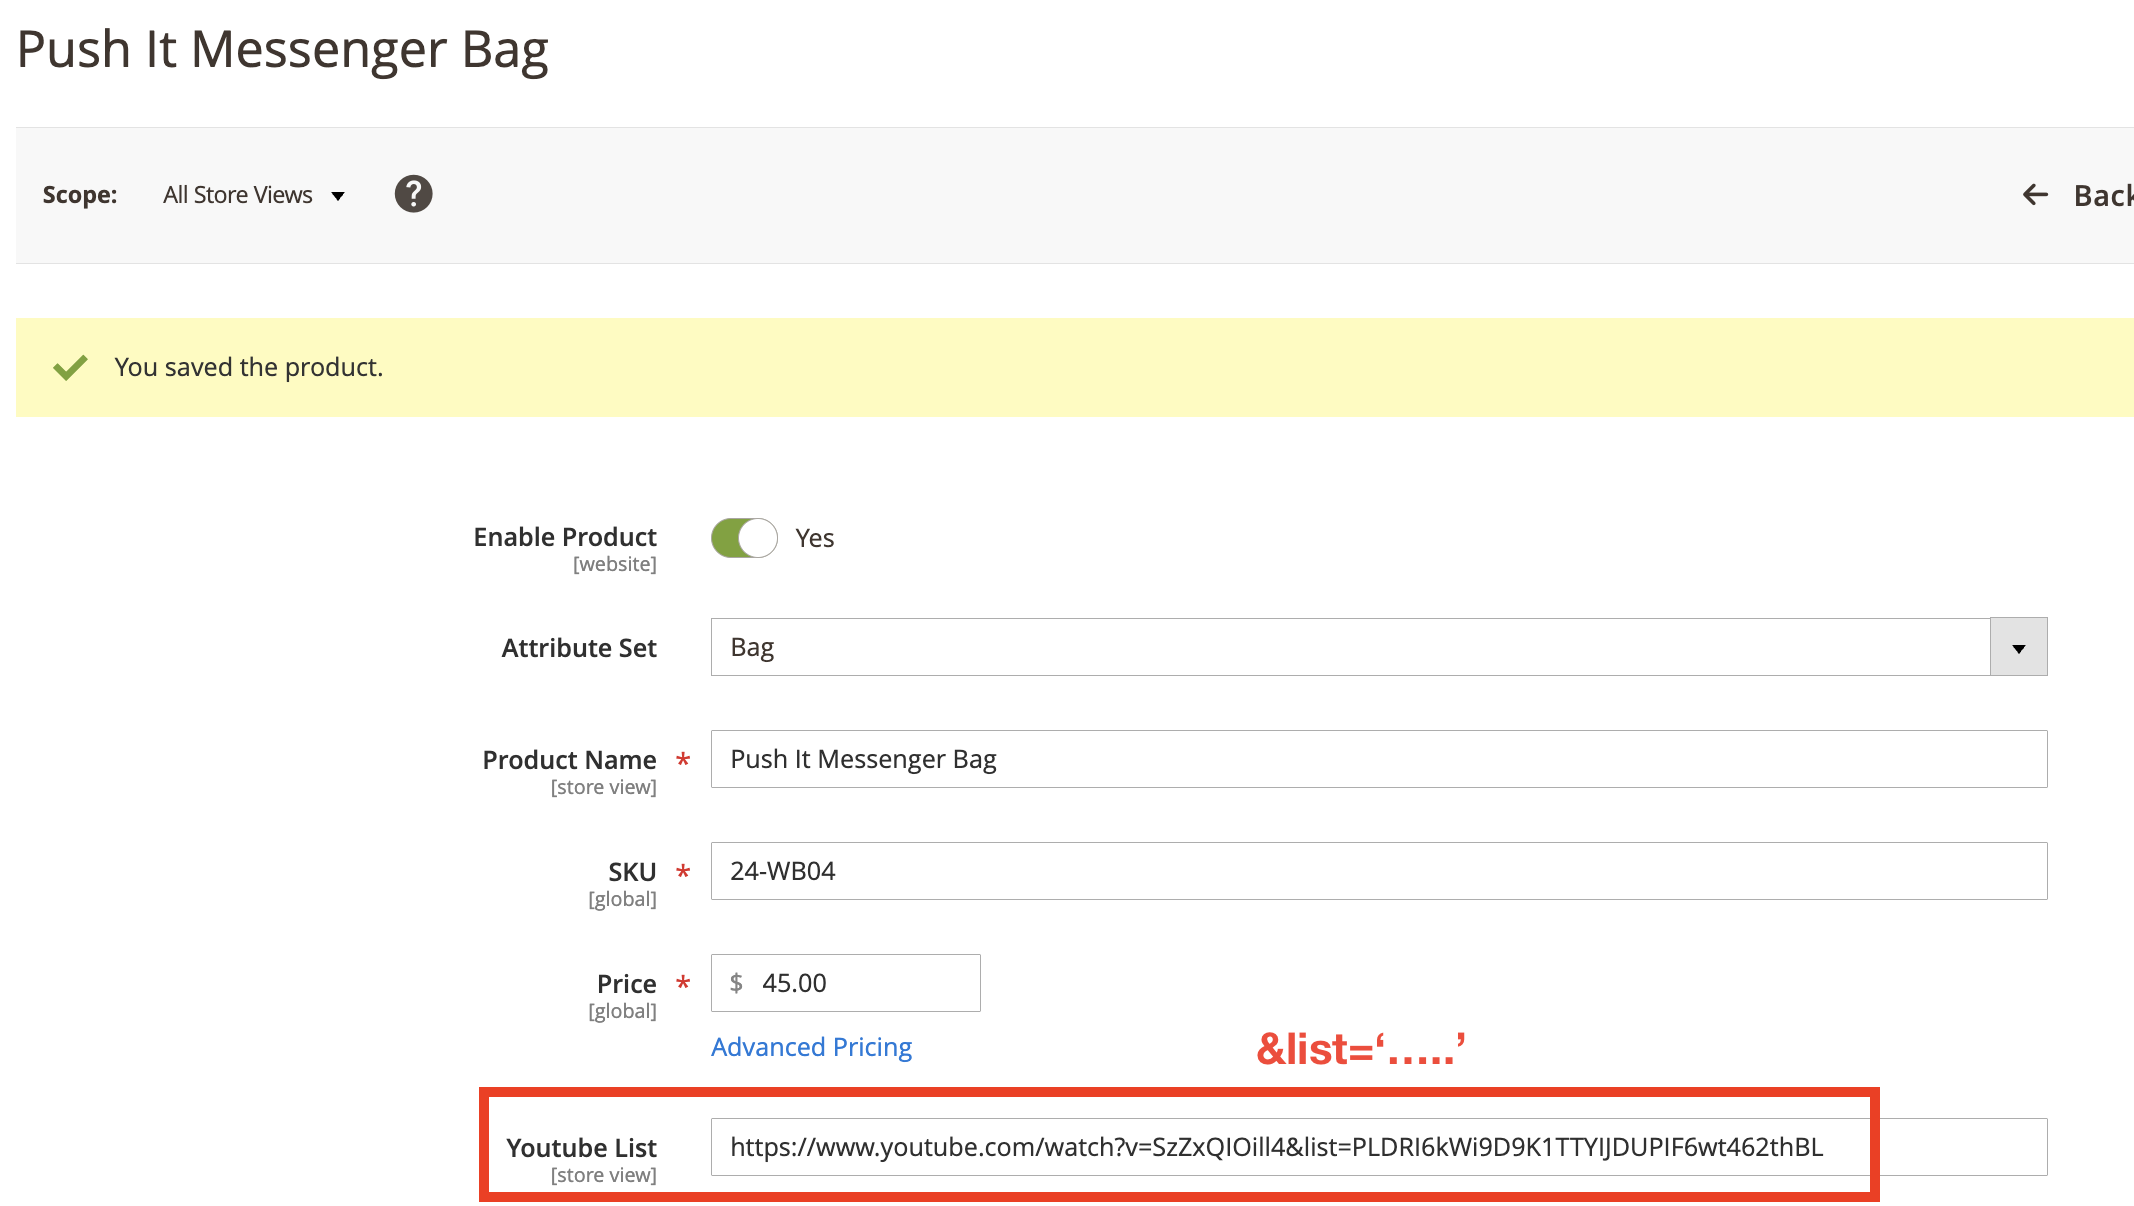 Push It Messenger Bag
Scope: All Store Views ? Back
You saved the product.
Enable Product Yes
[website]
Attribute Set Bag
Product Name * Push It Messenger Bag
[store view]
SKU * 24-WB04
[global]
Price * $ 45.00
[global]
Advanced Pricing
&list=‘.....’
Youtube List https://www.youtube.com/watch?v=SzZxQIOill4&list=PLDRI6kWi9D9K1TTYIJDUPIF6wt462thBL
[store view]